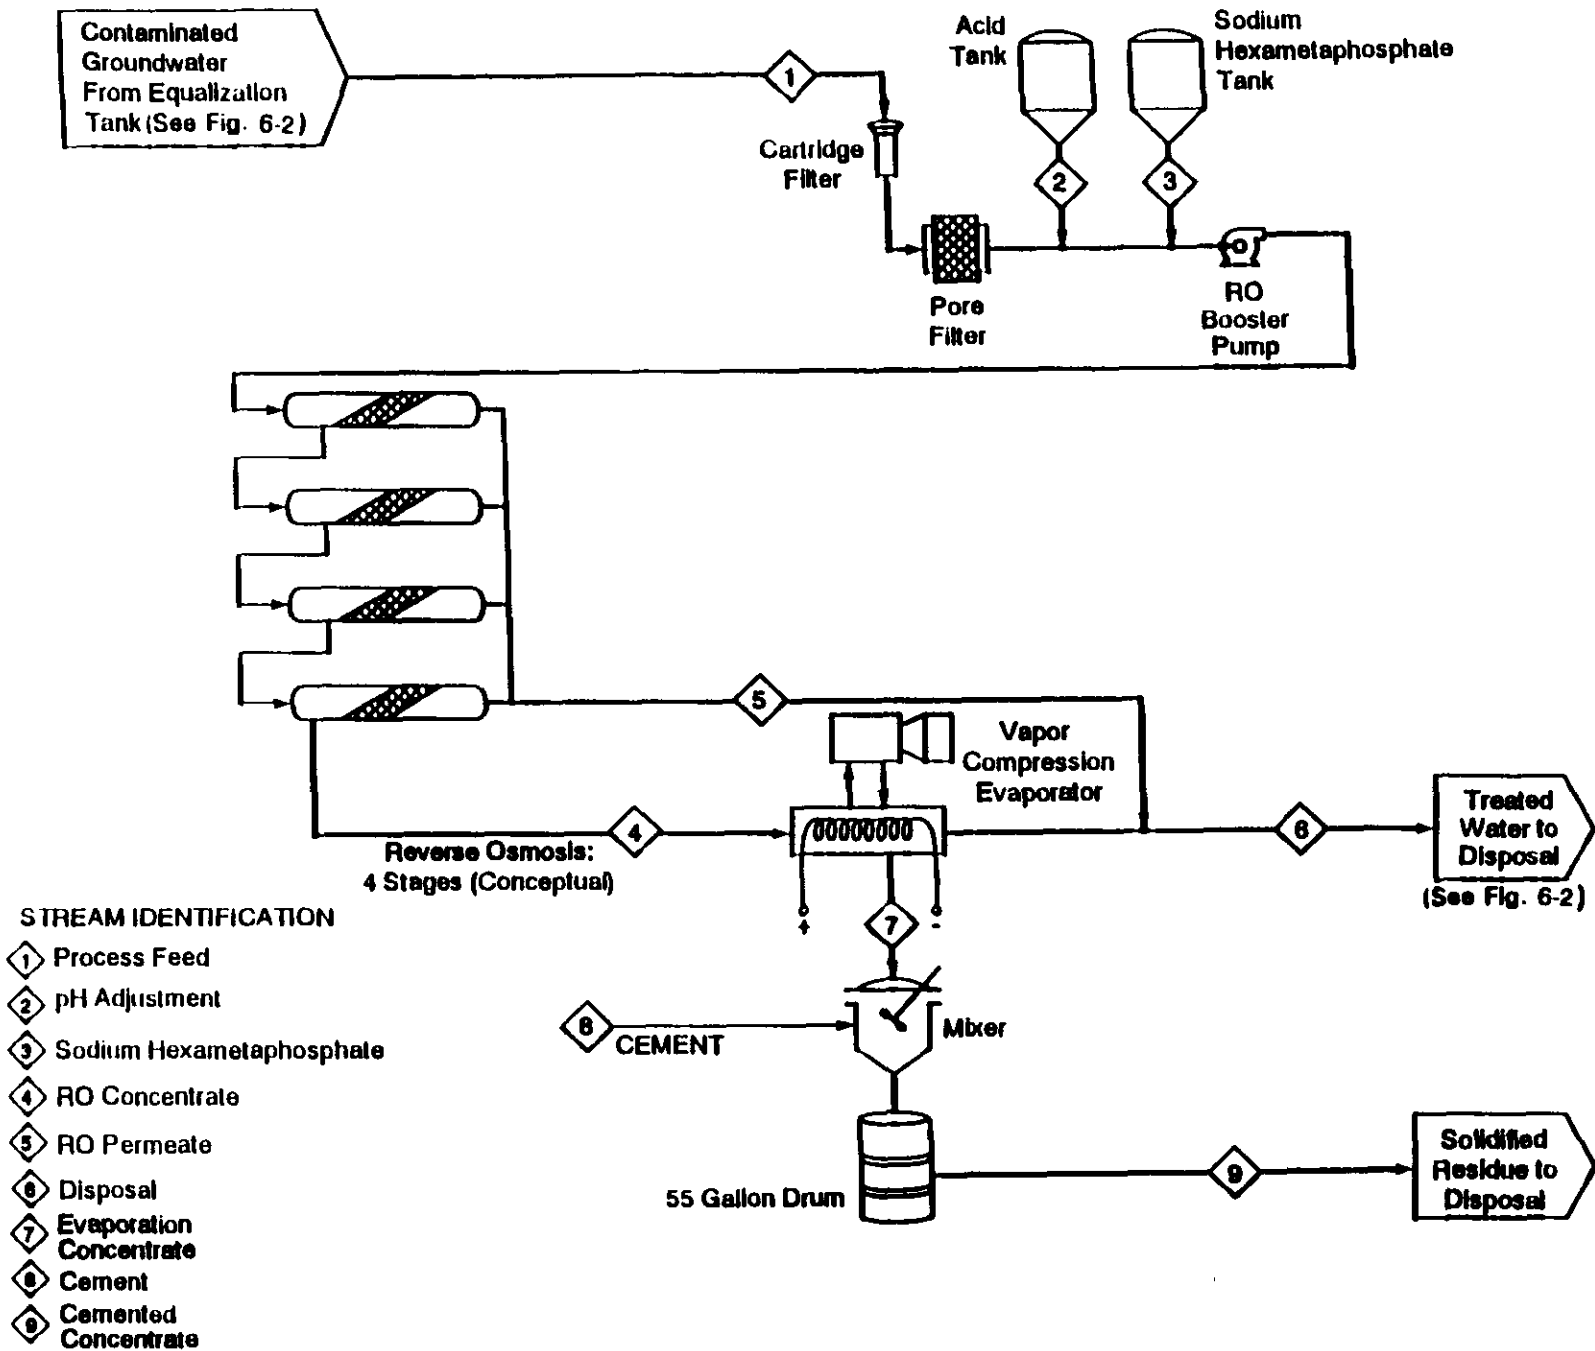 Contaminated
Groundwater
From Equalization
Tank (See Fig. 6-2)
1
Cartridge
Filter
Acid
Tank
Sodium
Hexametaphosphate
Tank
2
3
Pore
Filter
RO
Booster
Pump
5
Vapor
Compression
Evaporator
4
Reverse Osmosis:
4 Stages (Conceptual)
6
Treated
Water to
Disposal
(See Fig. 6-2)
+
-
7
8
CEMENT
Mixer
55 Gallon Drum
9
Solidified
Residue to
Disposal
STREAM IDENTIFICATION
1 Process Feed
2 pH Adjustment
3 Sodium Hexametaphosphate
4 RO Concentrate
5 RO Permeate
6 Disposal
7 Evaporation
Concentrate
8 Cement
9 Cemented
Concentrate